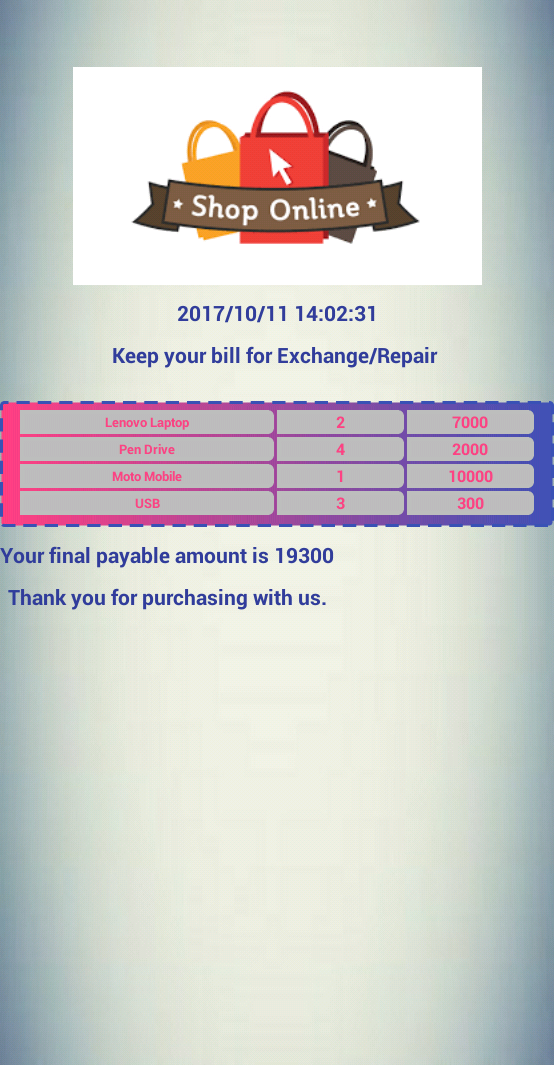 Shop Online
2017/10/11 14:02:31
Keep your bill for Exchange/Repair
Lenovo Laptop 2 7000
Pen Drive 4 2000
Moto Mobile 1 10000
USB 3 300
Your final payable amount is 19300
Thank you for purchasing with us.